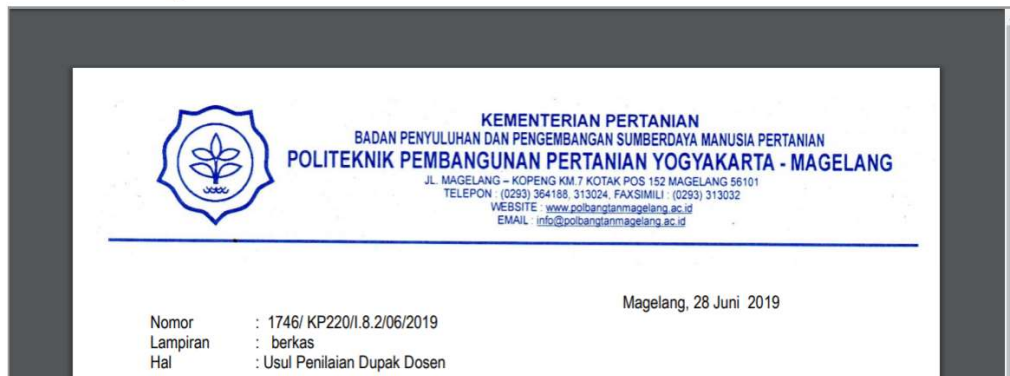 KEMENTERIAN PERTANIAN
BADAN PENYULUHAN DAN PENGEMBANGAN SUMBERDAYA MANUSIA PERTANIAN
POLITEKNIK PEMBANGUNAN PERTANIAN YOGYAKARTA - MAGELANG
JL. MAGELANG – KOPENG KM.7 KOTAK POS 152 MAGELANG 56101
TELEPON : (0293) 364188, 313024, FAXSIMILI : (0293) 313032
WEBSITE : www.polbangtanmagelang.ac.id
EMAIL : info@polbangtanmagelang.ac.id
Magelang, 28 Juni 2019
Nomor : 1746/ KP220/I.8.2/06/2019
Lampiran : berkas
Hal : Usul Penilaian Dupak Dosen